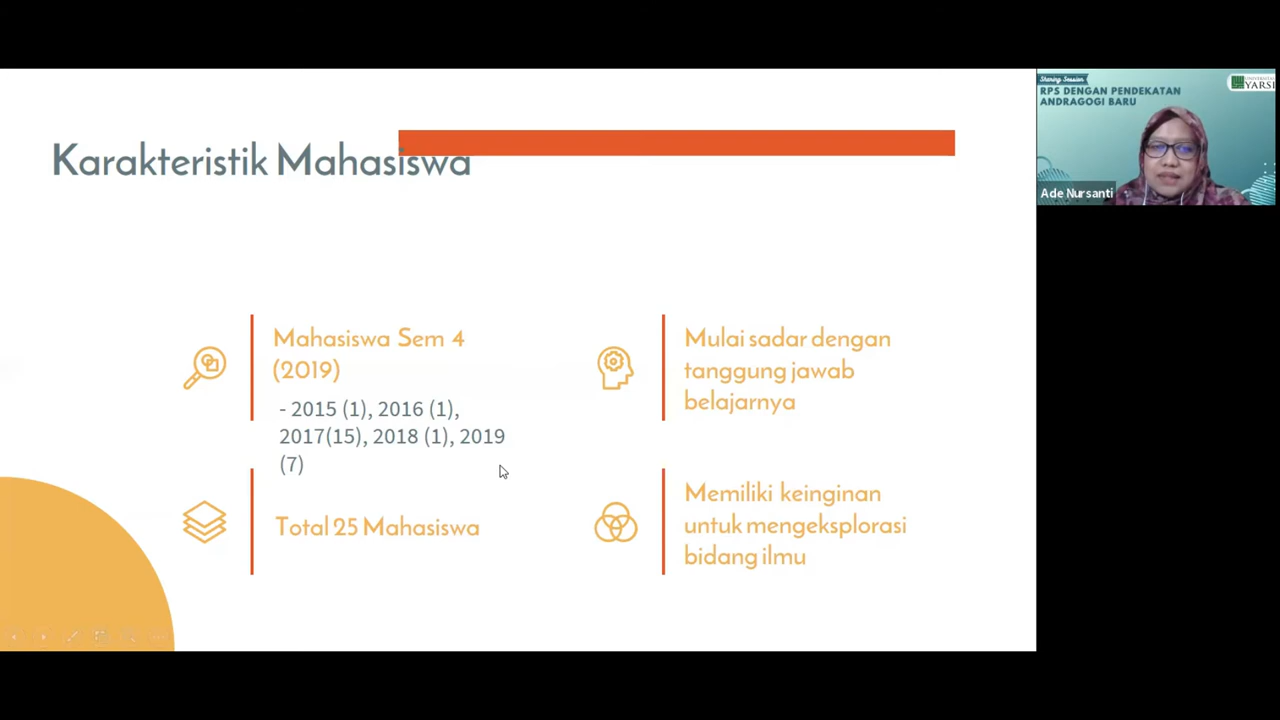 Karakteristik Mahasiswa
Mahasiswa Sem 4
(2019)
- 2015 (1), 2016 (1),
2017(15), 2018 (1), 2019
(7)
Total 25 Mahasiswa
Mulai sadar dengan
tanggung jawab
belajarnya
Memiliki keinginan
untuk mengeksplorasi
bidang ilmu
Sharing Session
RPS DENGAN PENDEKATAN
ANDRAGOGI BARU
UNIVERSITAS
YARSI
Ade Nursanti